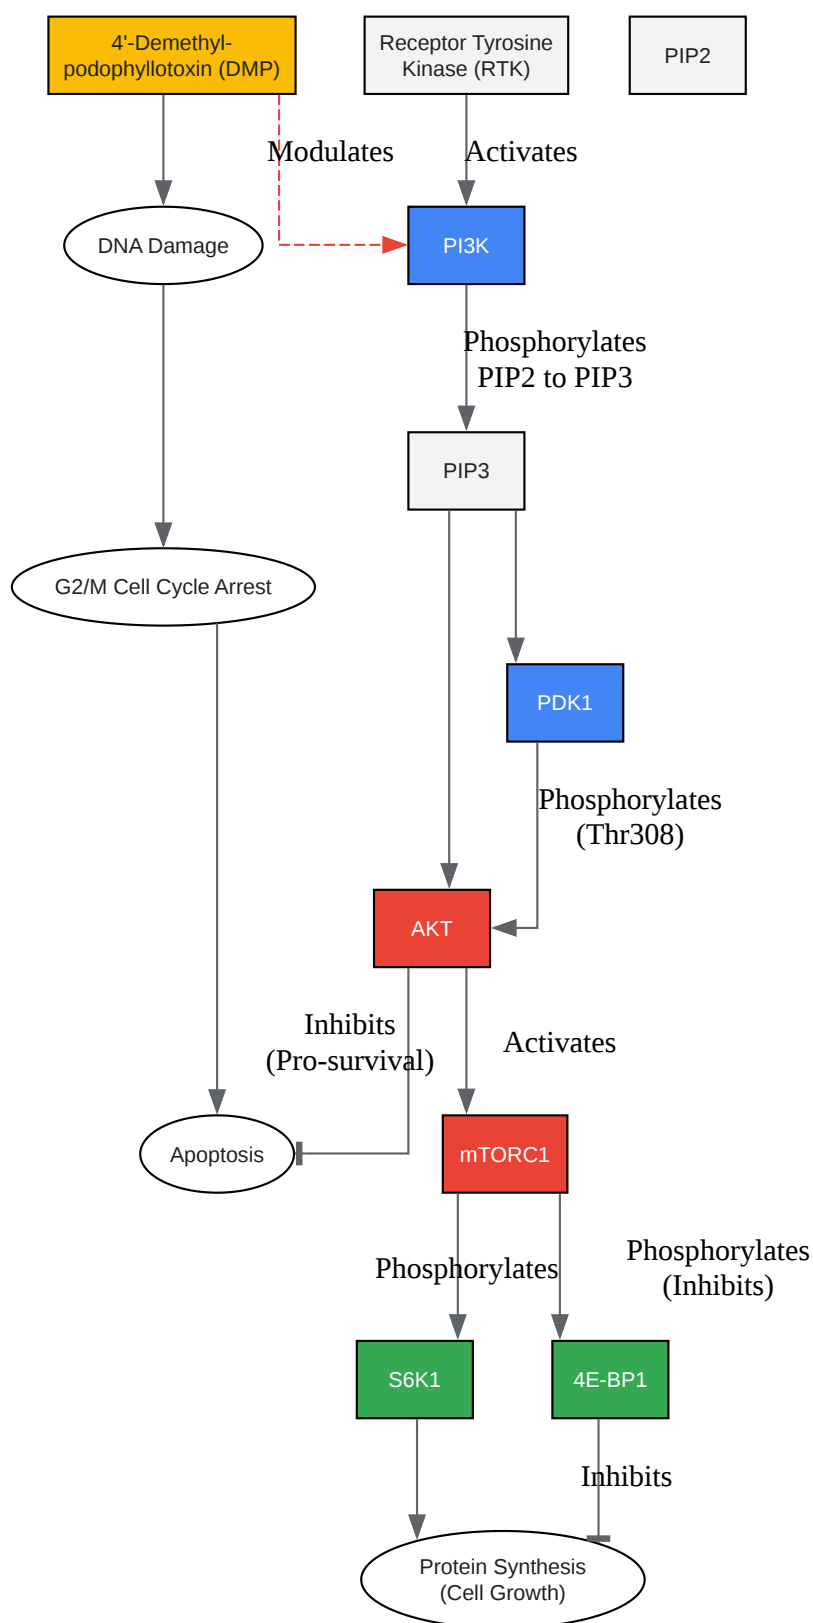 4'-Demethyl-
podophyllotoxin (DMP)
Receptor Tyrosine
Kinase (RTK)
PIP2
Modulates
Activates
DNA Damage
PI3K
Phosphorylates
PIP2 to PIP3
PIP3
G2/M Cell Cycle Arrest
PDK1
Phosphorylates
(Thr308)
AKT
Inhibits
(Pro-survival)
Activates
Apoptosis
mTORC1
Phosphorylates
Phosphorylates
(Inhibits)
S6K1
4E-BP1
Inhibits
Protein Synthesis
(Cell Growth)